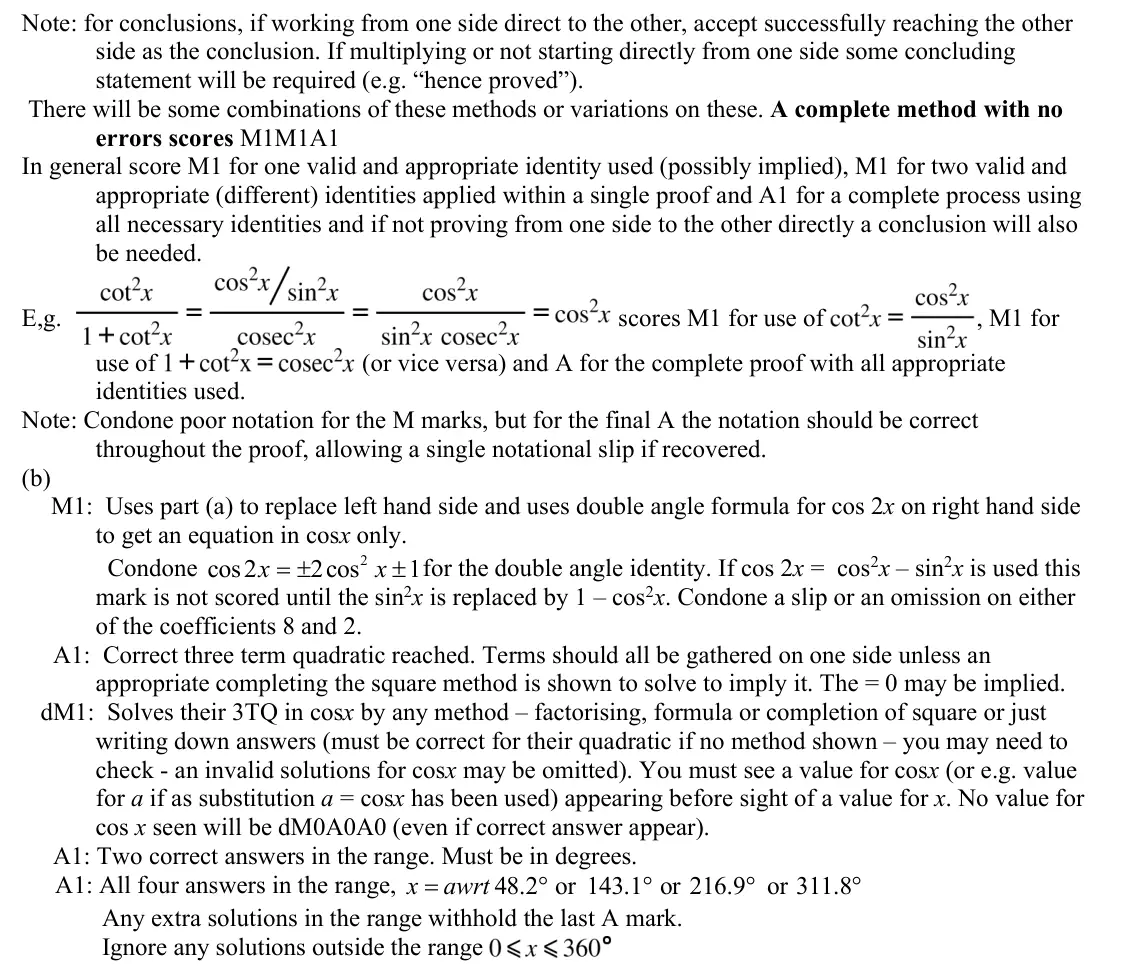 Note: for conclusions, if working from one side direct to the other, accept successfully reaching the other
side as the conclusion. If multiplying or not starting directly from one side some concluding
statement will be required (e.g. “hence proved”).
There will be some combinations of these methods or variations on these. A complete method with no
errors scores M1M1A1
In general score M1 for one valid and appropriate identity used (possibly implied), M1 for two valid and
appropriate (different) identities applied within a single proof and A1 for a complete process using
all necessary identities and if not proving from one side to the other directly a conclusion will also
be needed.
E,g. cot²x / (1 + cot²x) = (cos²x/sin²x) / cosec²x = cos²x / (sin²x cosec²x) = cos²x scores M1 for use of cot²x = cos²x / sin²x, M1 for
use of 1 + cot²x = cosec²x (or vice versa) and A for the complete proof with all appropriate
identities used.
Note: Condone poor notation for the M marks, but for the final A the notation should be correct
throughout the proof, allowing a single notational slip if recovered.
(b)
M1: Uses part (a) to replace left hand side and uses double angle formula for cos 2x on right hand side
to get an equation in cosx only.
Condone cos 2x = ±2 cos² x ± 1 for the double angle identity. If cos 2x = cos²x – sin²x is used this
mark is not scored until the sin²x is replaced by 1 – cos²x. Condone a slip or an omission on either
of the coefficients 8 and 2.
A1: Correct three term quadratic reached. Terms should all be gathered on one side unless an
appropriate completing the square method is shown to solve to imply it. The = 0 may be implied.
dM1: Solves their 3TQ in cosx by any method – factorising, formula or completion of square or just
writing down answers (must be correct for their quadratic if no method shown – you may need to
check - an invalid solutions for cosx may be omitted). You must see a value for cosx (or e.g. value
for a if as substitution a = cosx has been used) appearing before sight of a value for x. No value for
cos x seen will be dM0A0A0 (even if correct answer appear).
A1: Two correct answers in the range. Must be in degrees.
A1: All four answers in the range, x = awrt 48.2° or 143.1° or 216.9° or 311.8°
Any extra solutions in the range withhold the last A mark.
Ignore any solutions outside the range 0 ⩽ x ⩽ 360°